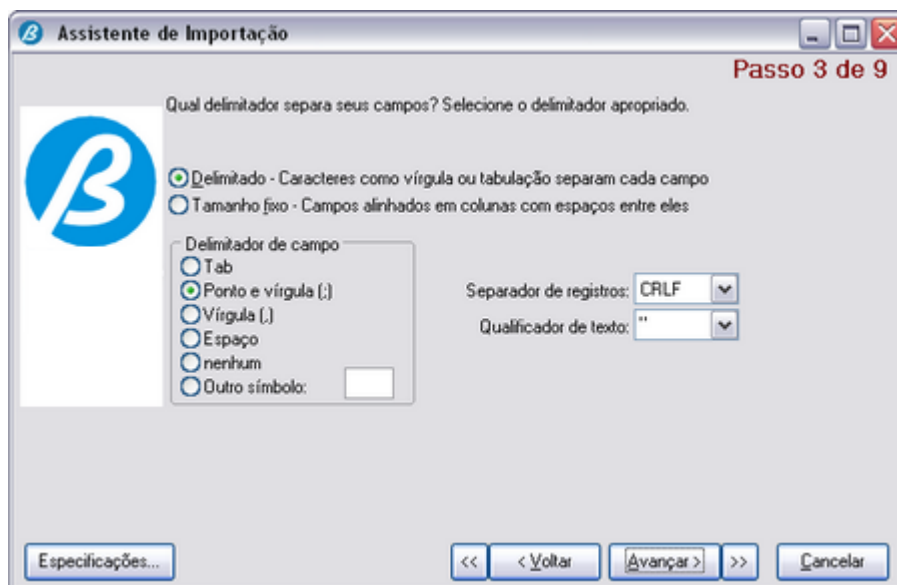 Assistente de Importação
Passo 3 de 9
Qual delimitador separa seus campos? Selecione o delimitador apropriado.
Delimitado - Caracteres como vírgula ou tabulação separam cada campo
Tamanho fixo - Campos alinhados em colunas com espaços entre eles
Delimitador de campo
Tab
Ponto e vírgula (;)
Vírgula (,)
Espaço
nenhum
Outro símbolo:
Separador de registros: CRLF
Qualificador de texto: "
Especificações...
<<
< Voltar
Avançar >
>>
Cancelar